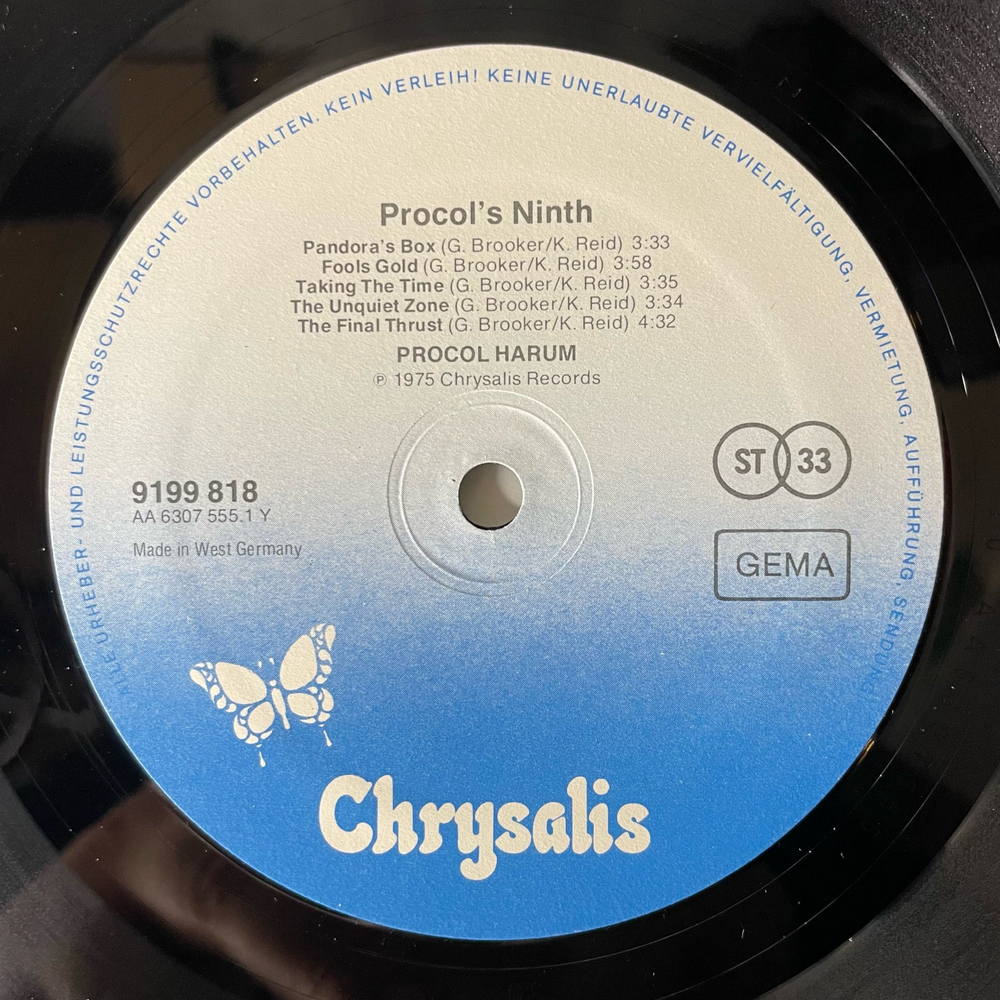 ALLE URHEBER- UND LEISTUNGSSCHUTZRECHTE VORBEHALTEN. KEIN VERLEIH! KEINE UNERLAUBTE VERVIELFÄLTIGUNG, VERMIETUNG, AUFFÜHRUNG, SENDUNG
Procol's Ninth
Pandora's Box (G. Brooker/K. Reid) 3:33
Fools Gold (G. Brooker/K. Reid) 3:58
Taking The Time (G. Brooker/K. Reid) 3:35
The Unquiet Zone (G. Brooker/K. Reid) 3:34
The Final Thrust (G. Brooker/K. Reid) 4:32
PROCOL HARUM
℗ 1975 Chrysalis Records
ST 33
9199 818
AA 6307 555.1 Y
Made in West Germany
GEMA
Chrysalis